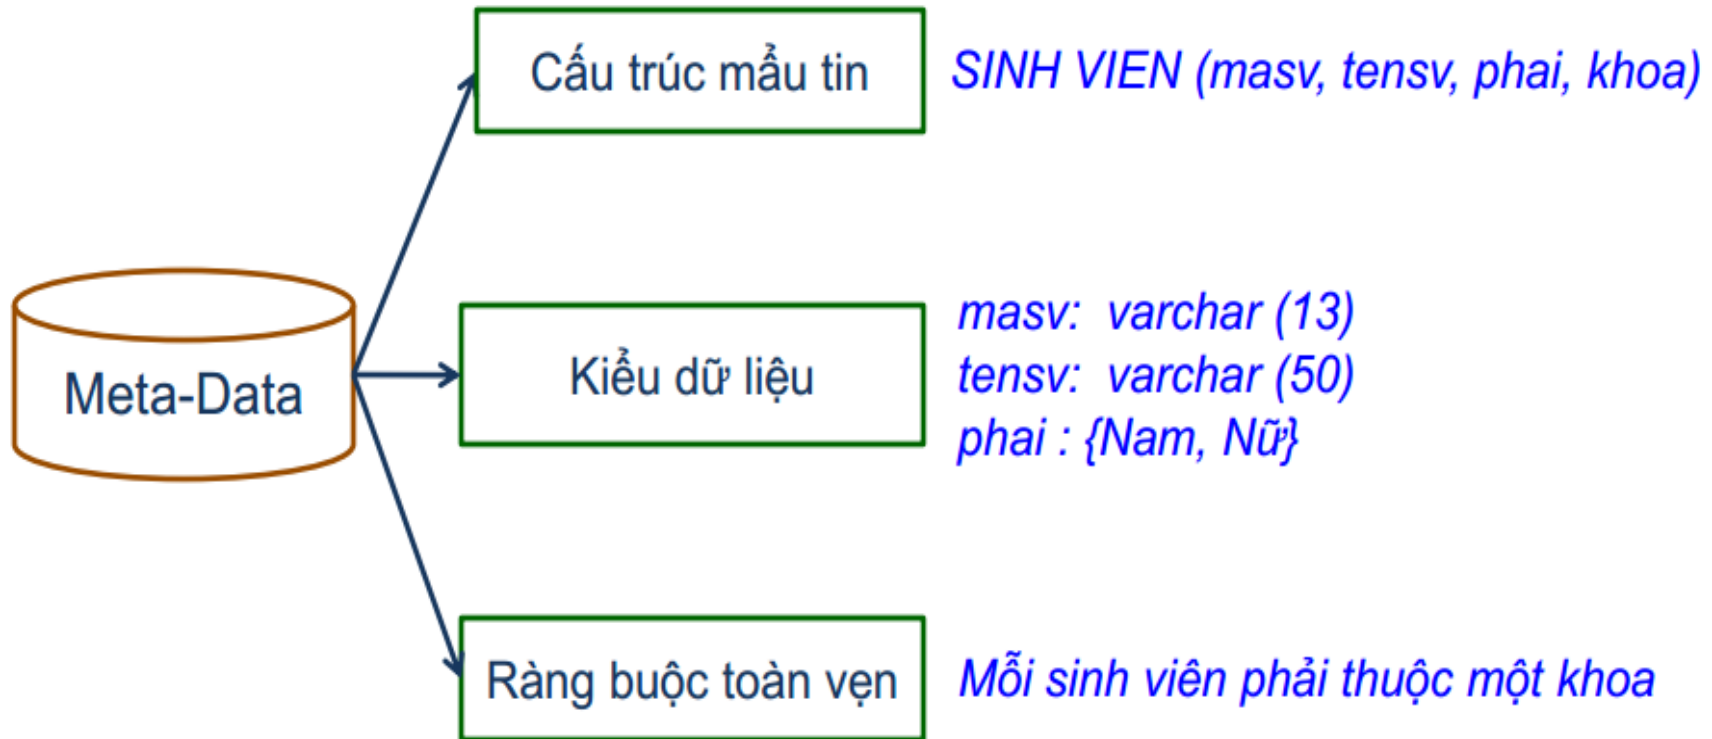 Cấu trúc mẩu tin
SINH VIEN (masv, tensv, phai, khoa)
Meta-Data
Kiểu dữ liệu
masv: varchar (13)
tensv: varchar (50)
phai : {Nam, Nữ}
Ràng buộc toàn vẹn
Mỗi sinh viên phải thuộc một khoa